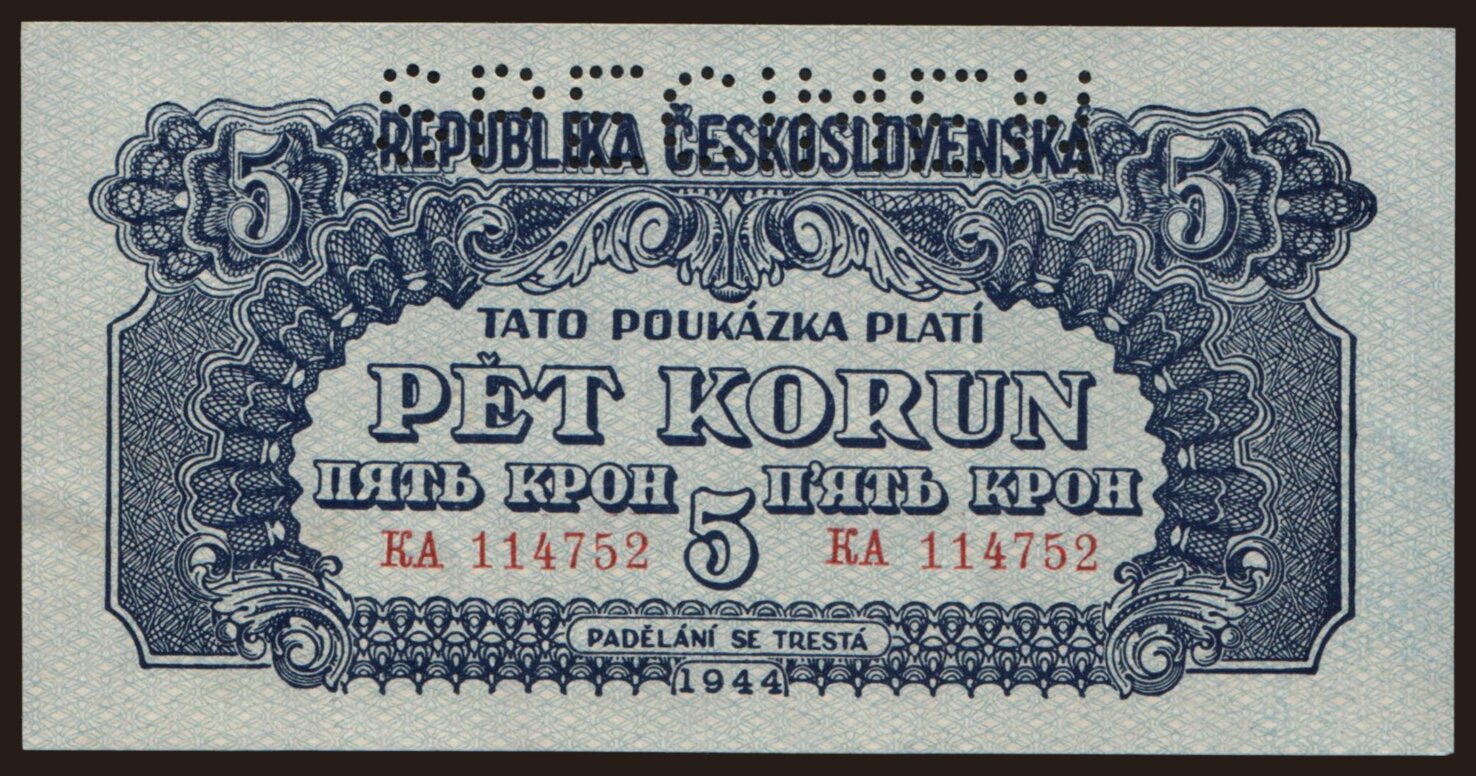 SPECIMEN
REPUBLIKA ČESKOSLOVENSKÁ
5 5
TATO POUKÁZKA PLATÍ
PĚT KORUN
ПЯТЬ КРОН П'ЯТЬ КРОН
5
КА 114752 КА 114752
PADĚLÁNÍ SE TRESTÁ
1944